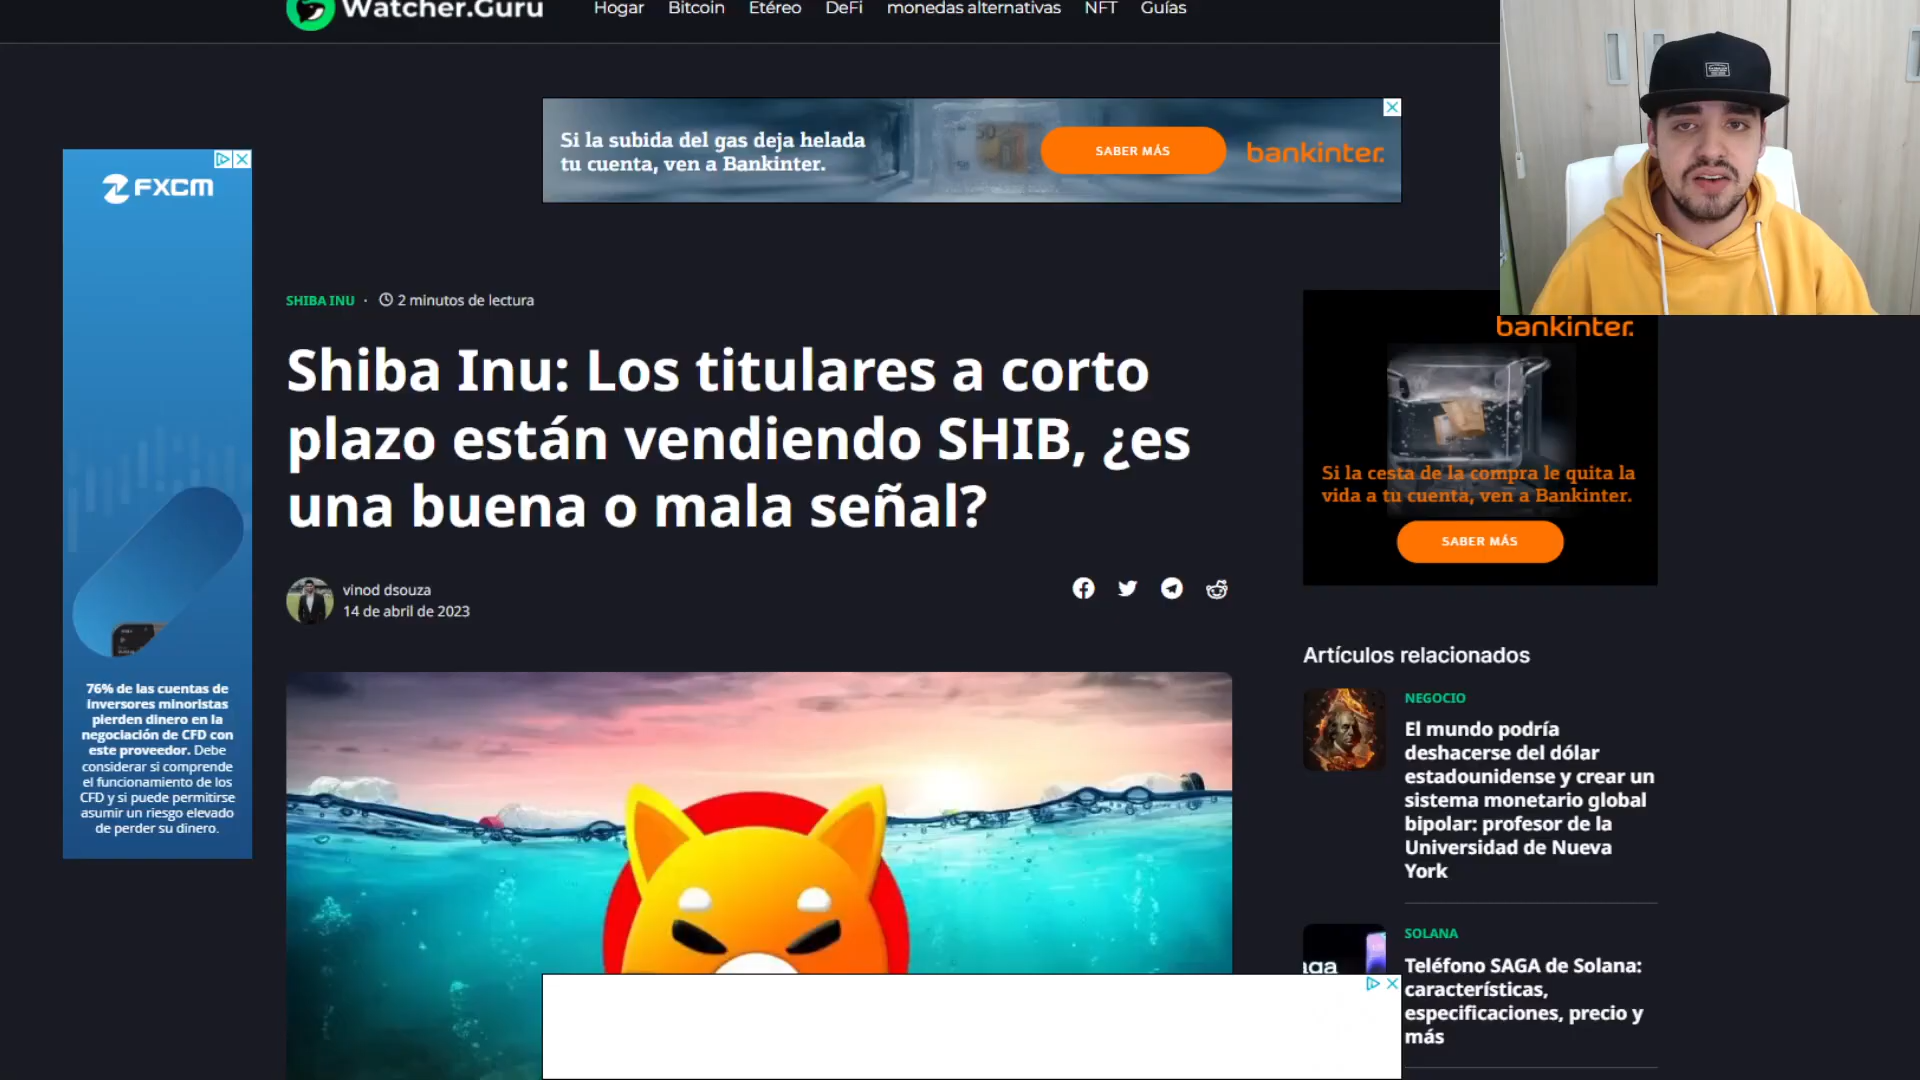 Watcher.Guru
Hogar Bitcoin Etéreo DeFi monedas alternativas NFT Guías
Si la subida del gas deja helada
tu cuenta, ven a Bankinter.
SABER MÁS
bankinter.
FXCM
76% de las cuentas de
inversores minoristas
pierden dinero en la
negociación de CFD con
este proveedor. Debe
considerar si comprende
el funcionamiento de los
CFD y si puede permitirse
asumir un riesgo elevado
de perder su dinero.
SHIBA INU · 2 minutos de lectura
Shiba Inu: Los titulares a corto
plazo están vendiendo SHIB, ¿es
una buena o mala señal?
vinod dsouza
14 de abril de 2023
bankinter.
Si la cesta de la compra le quita la
vida a tu cuenta, ven a Bankinter.
SABER MÁS
Artículos relacionados
NEGOCIO
El mundo podría
deshacerse del dólar
estadounidense y crear un
sistema monetario global
bipolar: profesor de la
Universidad de Nueva
York
SOLANA
Teléfono SAGA de Solana:
características,
especificaciones, precio y
más